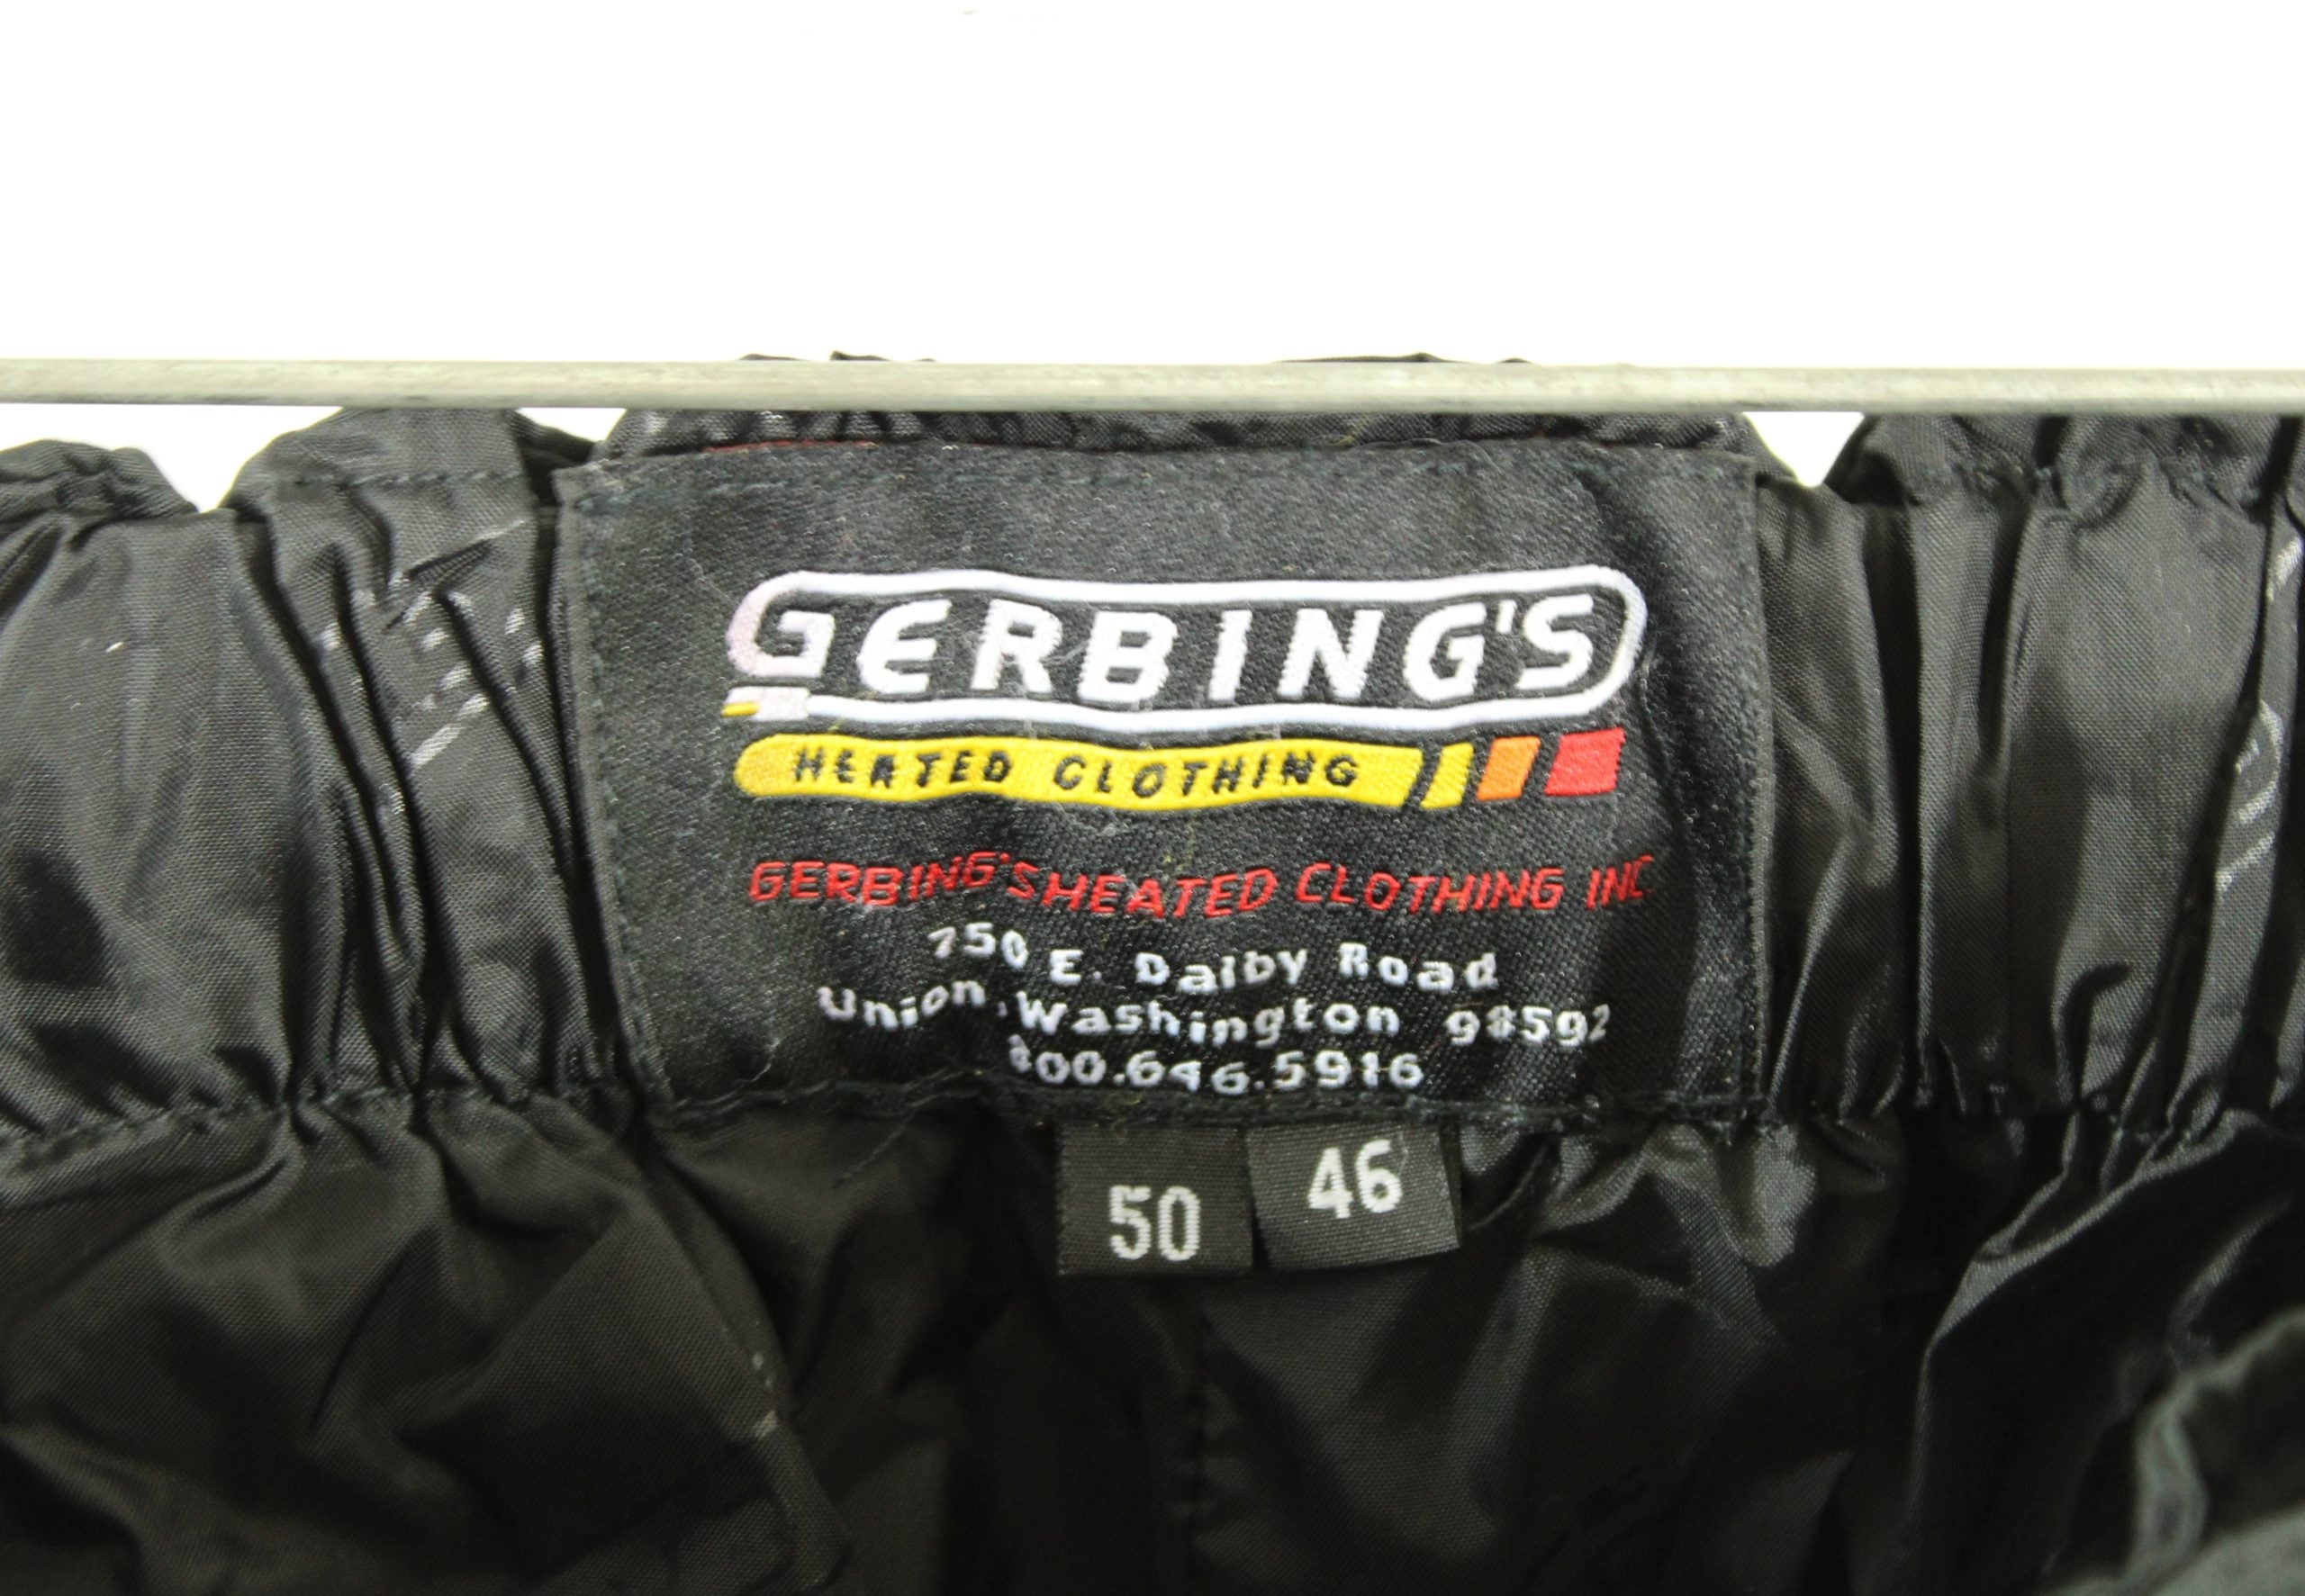 GERBING'S
HEATED CLOTHING
GERBING'S HEATED CLOTHING INC
750 E. Dalby Road
Union, Washington 98592
800.646.5916
50 46